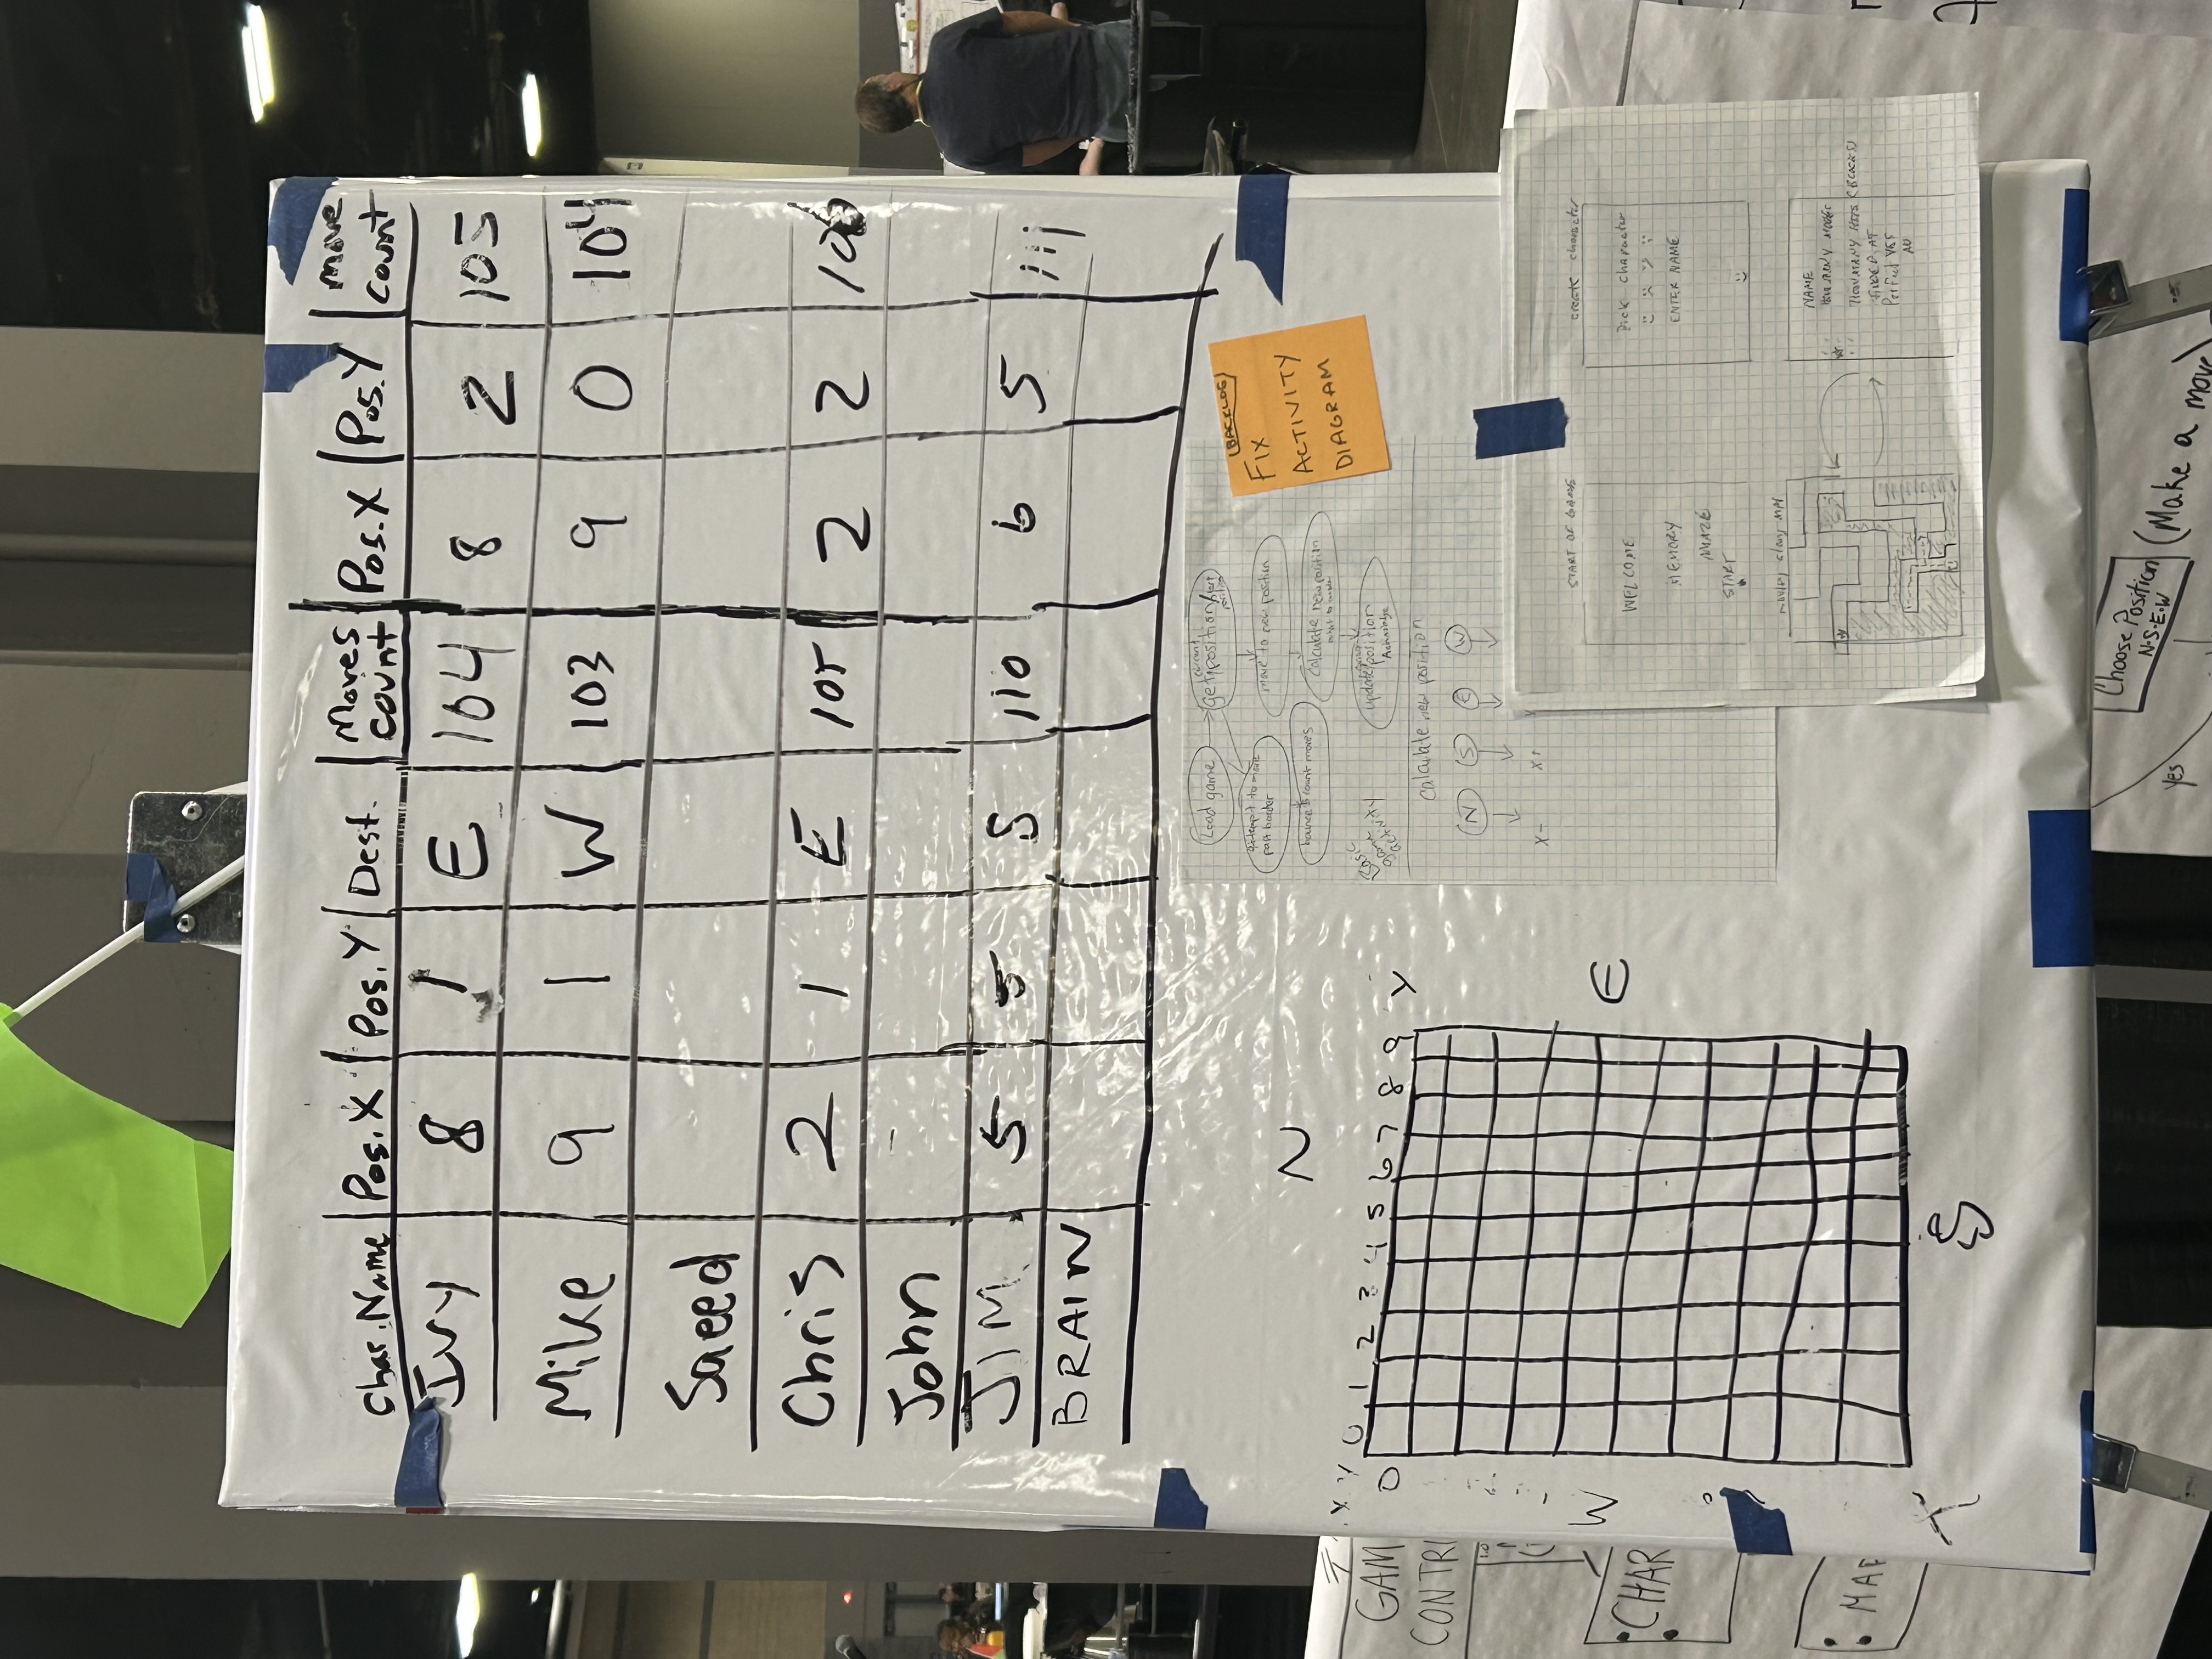 Char. Name Pos. X Pos. Y Dest. Moves count Pos. X Pos. Y move count
Ivy 8 1 E 104 8 2 105
Mike 9 1 W 103 9 0 104
Saeed
Chris 2 1 E 105 2 2 106
John
JIM 5 5 S 110 6 5 111
BRAIN
Load game
Get current position/start position
attempt to move past border
move to new position
bounce & count moves
Calculate new position
update position
Basic game activity
(BACKLOG)
FIX
ACTIVITY
DIAGRAM
N
X Y 0 1 2 3 4 5 6 7 8 9 Y
0
W
E
X
S
calculate new position
N S E W
X-
START OF GAME
WELCOME
MEMORY
MAZE
START
create character
Pick character
ENTER NAME
NAME
HOW MANY MOVES
HOW MANY HITS (BLOCKS)
Perfect YES
NO
GAM
CONTR
CHAR
MAP
Choose Position
N.S.E.W
yes
(Make a move)